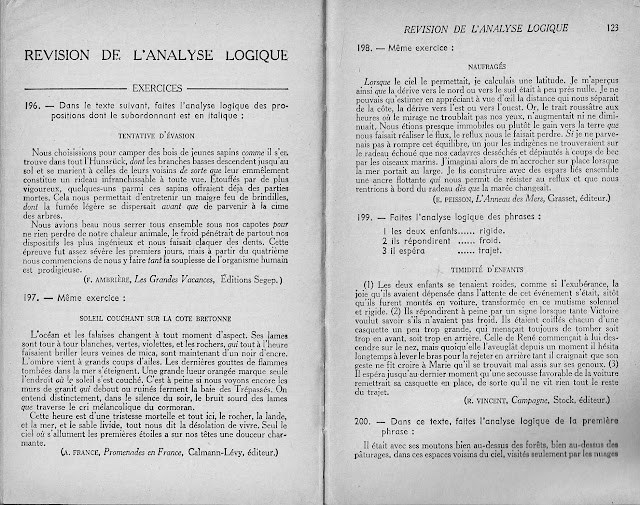 REVISION DE L'ANALYSE LOGIQUE
EXERCICES
196. — Dans le texte suivant, faites l'analyse logique des pro-
positions dont le subordonnant est en italique :
TENTATIVE D'ÉVASION
Nous choisissions pour camper des bois de jeunes sapins comme il s'en
trouve dans tout l'Hunsrück, dont les branches basses descendent jusqu'au
sol et se marient à celles de leurs voisins de sorte que leur emmêlement
constitue un rideau infranchissable à toute vue. Étouffés par de plus
vigoureux, quelques-uns parmi ces sapins offraient déjà des parties
mortes. Cela nous permettait d'entretenir un maigre feu de brindilles,
dont la fumée légère se dispersait avant que de parvenir à la cime
des arbres.
Nous avions beau nous serrer tous ensemble sous nos capotes pour
ne rien perdre de notre chaleur animale, le froid pénétrait de partout nos
dispositifs les plus ingénieux et nous faisait claquer des dents. Cette
épreuve fut assez sévère les premiers jours, mais à partir du quatrième
nous commencions de nous y faire tant la souplesse de l'organisme humain
est prodigieuse.
(F. AMBRIÈRE, Les Grandes Vacances, Éditions Segep.)
197. — Même exercice :
SOLEIL COUCHANT SUR LA COTE BRETONNE
L'océan et les falaises changent à tout moment d'aspect. Ses lames
sont tour à tour blanches, vertes, violettes, et les rochers, qui tout à l'heure
faisaient briller leurs veines de mica, sont maintenant d'un noir d'encre.
L'ombre vient à grands coups d'ailes. Les dernières gouttes de flammes
tombées dans la mer s'éteignent. Une grande lueur orangée marque seule
l'endroit où le soleil s'est couché. C'est à peine si nous voyons encore les
murs de granit qui debout ou ruinés ferment la baie des Trépassés. On
entend distinctement, dans le silence du soir, le bruit sourd des lames
que traverse le cri mélancolique du cormoran.
Cette heure est d'une tristesse mortelle et tout ici, le rocher, la lande,
et la mer, et le sable livide, tout nous dit la désolation de vivre. Seul le
ciel où s'allument les premières étoiles a sur nos têtes une douceur char-
mante.
(A. FRANCE, Promenades en France, Calmann-Lévy, éditeur.)
REVISION DE L'ANALYSE LOGIQUE 123
198. — Même exercice :
NAUFRAGÉS
Lorsque le ciel le permettait, je calculais une latitude. Je m'aperçus
ainsi que la dérive vers le nord ou vers le sud était à peu près nulle. Je ne
pouvais qu'estimer en appréciant à vue d'œil la distance qui nous séparait
de la côte, la dérive vers l'est ou vers l'ouest. Or, le trait roussâtre aux
heures où le mirage ne troublait pas nos yeux, n'augmentait ni ne dimi-
nuait. Nous étions presque immobiles ou plutôt le gain vers la terre que
nous faisait réaliser le flux, le reflux nous le faisait perdre. Si je ne parve-
nais pas à rompre cet équilibre, un jour les indigènes ne trouveraient sur
le radeau échoué que nos cadavres desséchés et dépiautés à coups de bec
par les oiseaux marins. J'imaginai alors de m'accrocher sur place lorsque
la mer portait au large. Je fis construire avec des espars liés ensemble
une ancre flottante qui nous permit de résister au reflux et que nous
rentrions à bord du radeau dès que la marée changeait.
(E. PEISSON, L'Anneau des Mers, Grasset, éditeur.)
199. — Faites l'analyse logique des phrases :
1 les deux enfants...... rigide.
2 ils répondirent ...... froid.
3 il espéra ...... trajet.
TIMIDITÉ D'ENFANTS
(1) Les deux enfants se tenaient roides, comme si l'exubérance, la
joie qu'ils avaient dépensée dans l'attente de cet événement s'était, sitôt
qu'ils furent montés en voiture, transformée en ce mutisme solennel
et rigide. (2) Ils répondirent à peine par un signe lorsque tante Victoire
voulut savoir s'ils n'avaient pas froid. Ils étaient coiffés chacun d'une
casquette un peu trop grande, qui menaçait toujours de tomber soit
trop en avant, soit trop en arrière. Celle de René commençait à lui des-
cendre sur le nez, mais quoiqu'elle l'aveuglât depuis un moment il hésita
longtemps à lever le bras pour la rejeter en arrière tant il craignait que son
geste ne fît croire à Marie qu'il se trouvait mal assis sur ses genoux. (3)
Il espéra jusqu'au dernier moment qu'une secousse favorable de la voiture
remettrait sa casquette en place, de sorte qu'il ne vit rien tout le reste
du trajet.
(R. VINCENT, Campagne, Stock, éditeur.)
200. — Dans ce texte, faites l'analyse logique de la première
phrase :
Il était avec ses moutons bien au-dessus des forêts, bien au-dessus des
pâturages, dans ces espaces voisins du ciel, visités seulement par les nuages